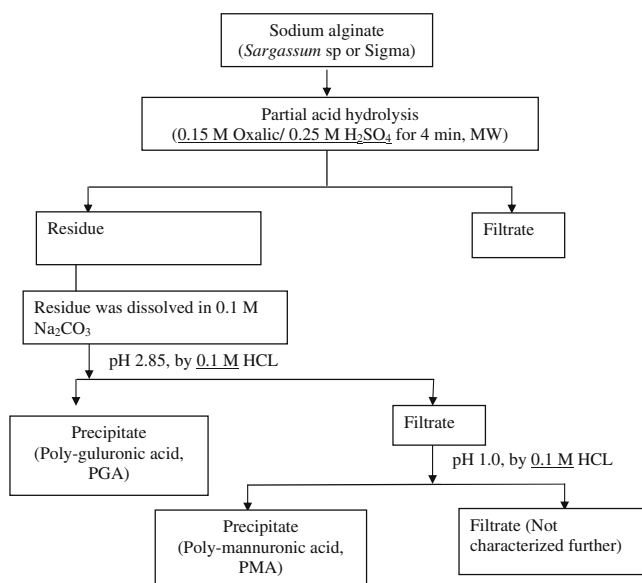 Sodium alginate
(Sargassum sp or Sigma)
Partial acid hydrolysis
(0.15 M Oxalic/ 0.25 M H₂SO₄ for 4 min, MW)
Residue
Filtrate
Residue was dissolved in 0.1 M
Na₂CO₃
pH 2.85, by 0.1 M HCL
Precipitate
(Poly-guluronic acid,
PGA)
Filtrate
pH 1.0, by 0.1 M HCL
Precipitate
(Poly-mannuronic acid,
PMA)
Filtrate (Not
characterized further)